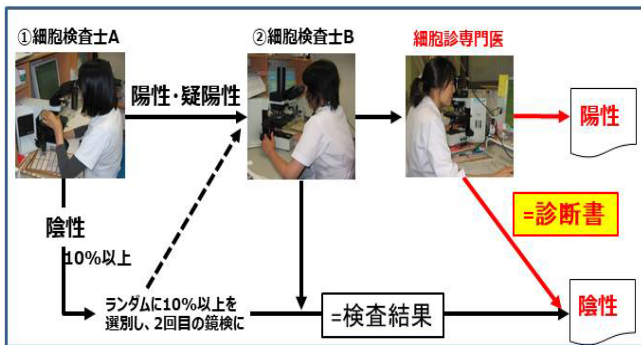 ①細胞検査士A
②細胞検査士B
細胞診専門医
陽性・疑陽性
陽性
陰性
10%以上
=診断書
ランダムに10%以上を
選別し、2回目の鏡検に
=検査結果
陰性